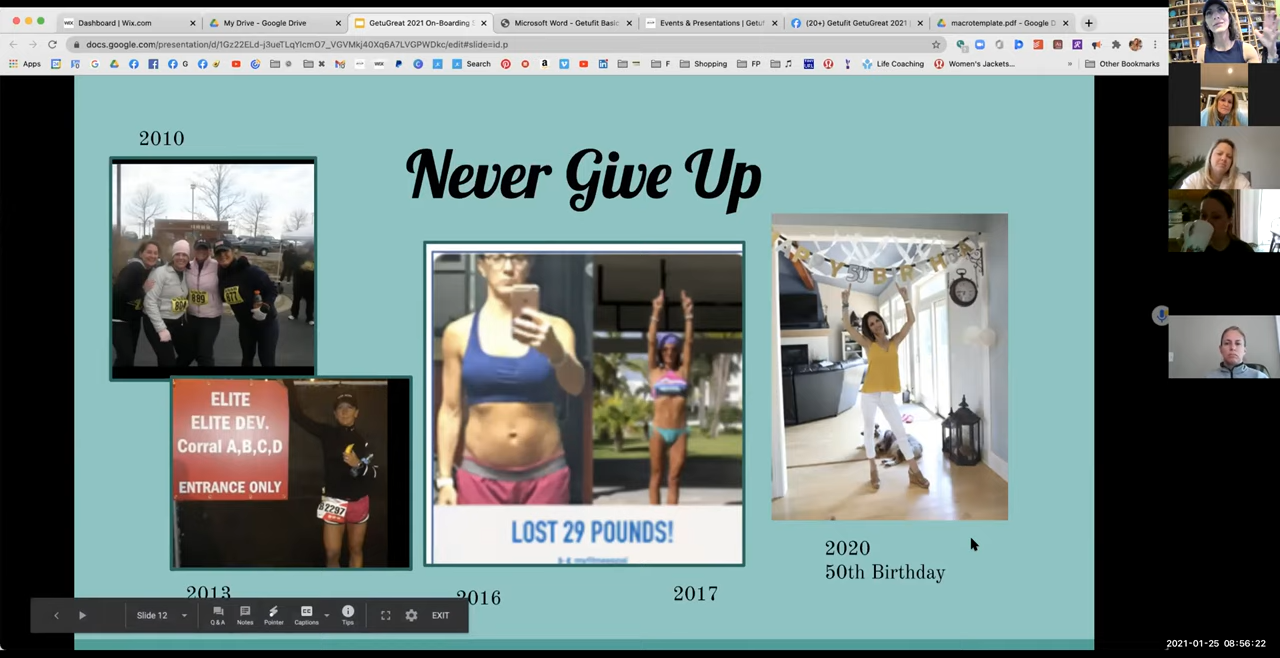 Dashboard | Wix.com
My Drive - Google Drive
GetuGreat 2021 On-Boarding
Microsoft Word - Getufit Basic
Events & Presentations | Getuf
(20+) Getufit GetuGreat 2021
macrotemplate.pdf - Google D
docs.google.com/presentation/d/1Gz22ELd-j3ueTLqYlcmO7_VGVMkj40Xq6A7LVGPWDkc/edit#slide=id.p
Apps
G
F
Search
F
Shopping
FP
Life Coaching
Women's Jackets...
Other Bookmarks
2010
Never Give Up
ELITE
ELITE DEV.
Corral A,B,C,D
ENTRANCE ONLY
2297
LOST 29 POUNDS!
2013
2016
2017
2020
50th Birthday
Slide 12
Q & A
Notes
Pointer
Captions
Tips
EXIT
2021-01-25 08:56:22